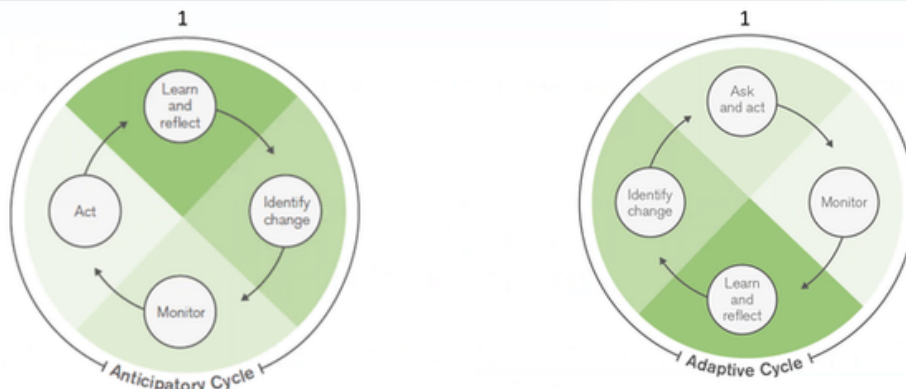 1
Learn
and
reflect
Identify
change
Monitor
Act
Anticipatory Cycle
1
Ask
and act
Monitor
Learn
and
reflect
Identify
change
Adaptive Cycle